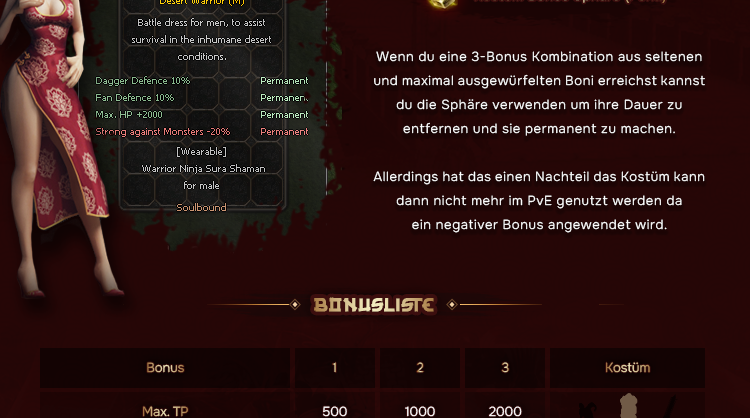 Desert Warrior (M)
Battle dress for men, to assist
survival in the inhumane desert
conditions.
Dagger Defence 10% Permanent
Fan Defence 10% Permanen.
Max. HP +2000 Permanent
Strong against Monsters -20% Permanent
[Wearable]
Warrior Ninja Sura Shaman
for male
Soulbound
Wenn du eine 3-Bonus Kombination aus seltenen
und maximal ausgewürfelten Boni erreichst kannst
du die Sphäre verwenden um ihre Dauer zu
entfernen und sie permanent zu machen.
Allerdings hat das einen Nachteil das Kostüm kann
dann nicht mehr im PvE genutzt werden da
ein negativer Bonus angewendet wird.
BONUSLISTE
Bonus 1 2 3 Kostüm
Max. TP 500 1000 2000